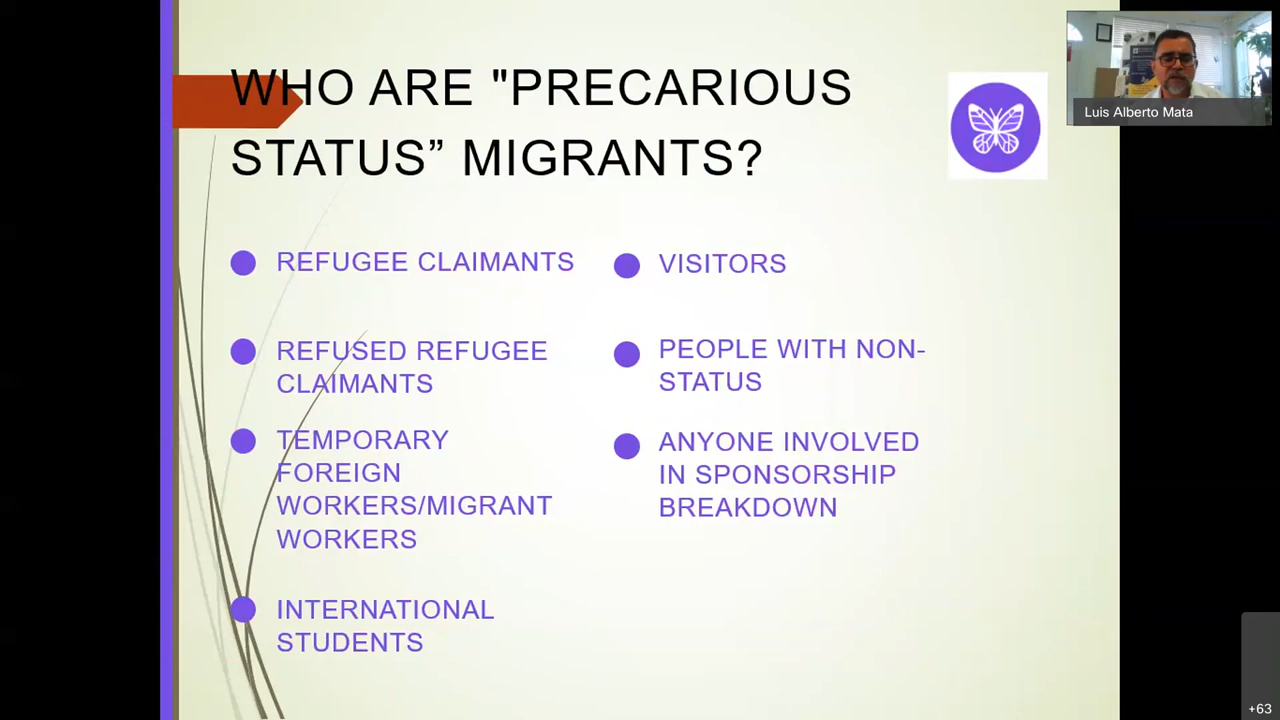 WHO ARE "PRECARIOUS
STATUS” MIGRANTS?
Luis Alberto Mata
REFUGEE CLAIMANTS
REFUSED REFUGEE
CLAIMANTS
TEMPORARY
FOREIGN
WORKERS/MIGRANT
WORKERS
INTERNATIONAL
STUDENTS
VISITORS
PEOPLE WITH NON-
STATUS
ANYONE INVOLVED
IN SPONSORSHIP
BREAKDOWN
+63